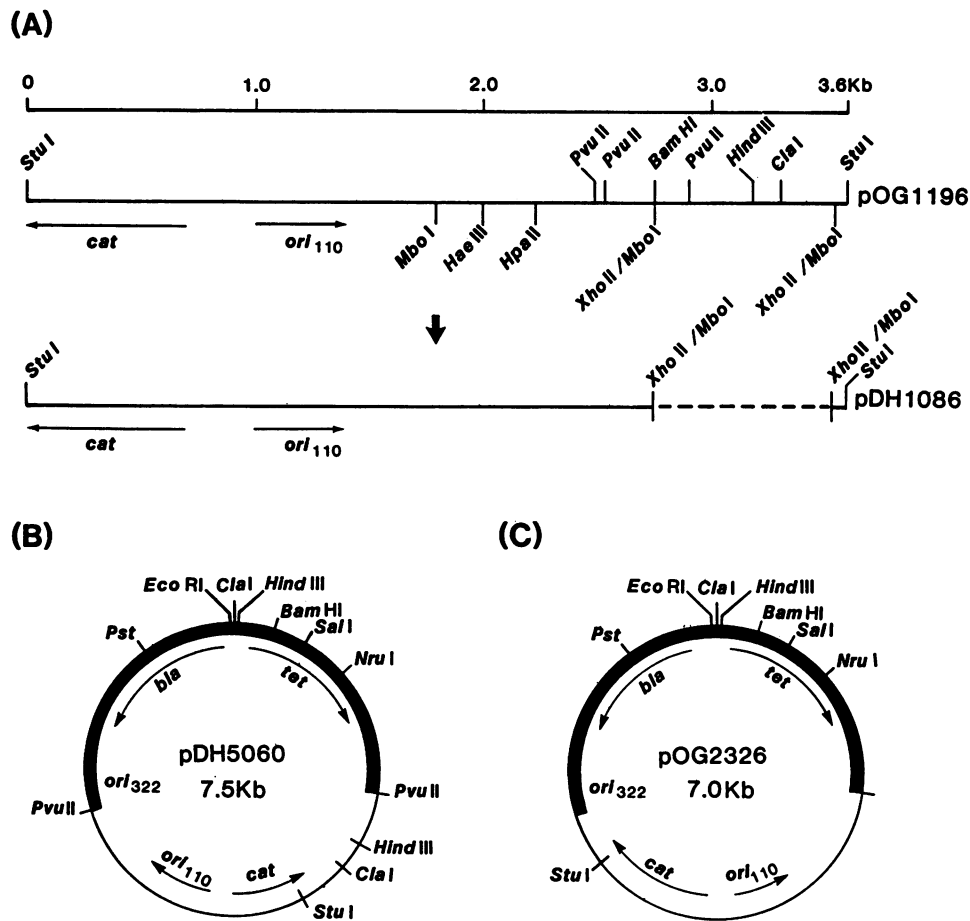 (A)
0 1.0 2.0 3.0 3.6Kb
Stu I Pvu II Pvu II Bam HI Pvu II Hind III Cla I Stu I
pOG1196
cat ori110 Mbo I Hae III Hpa II Xho II / Mbo I Xho II / Mbo I
Stu I Xho II / Mbo I Xho II / Mbo I Stu I
pDH1086
cat ori110
(B)
Eco RI Cla I Hind III
Bam HI
Pst Sal I
Nru I
bla tet
pDH5060
7.5Kb
ori322
Pvu II Pvu II
Hind III
ori110 cat Cla I
Stu I
(C)
Eco RI Cla I Hind III
Bam HI
Pst Sal I
Nru I
bla tet
pOG2326
7.0Kb
ori322
Stu I cat ori110